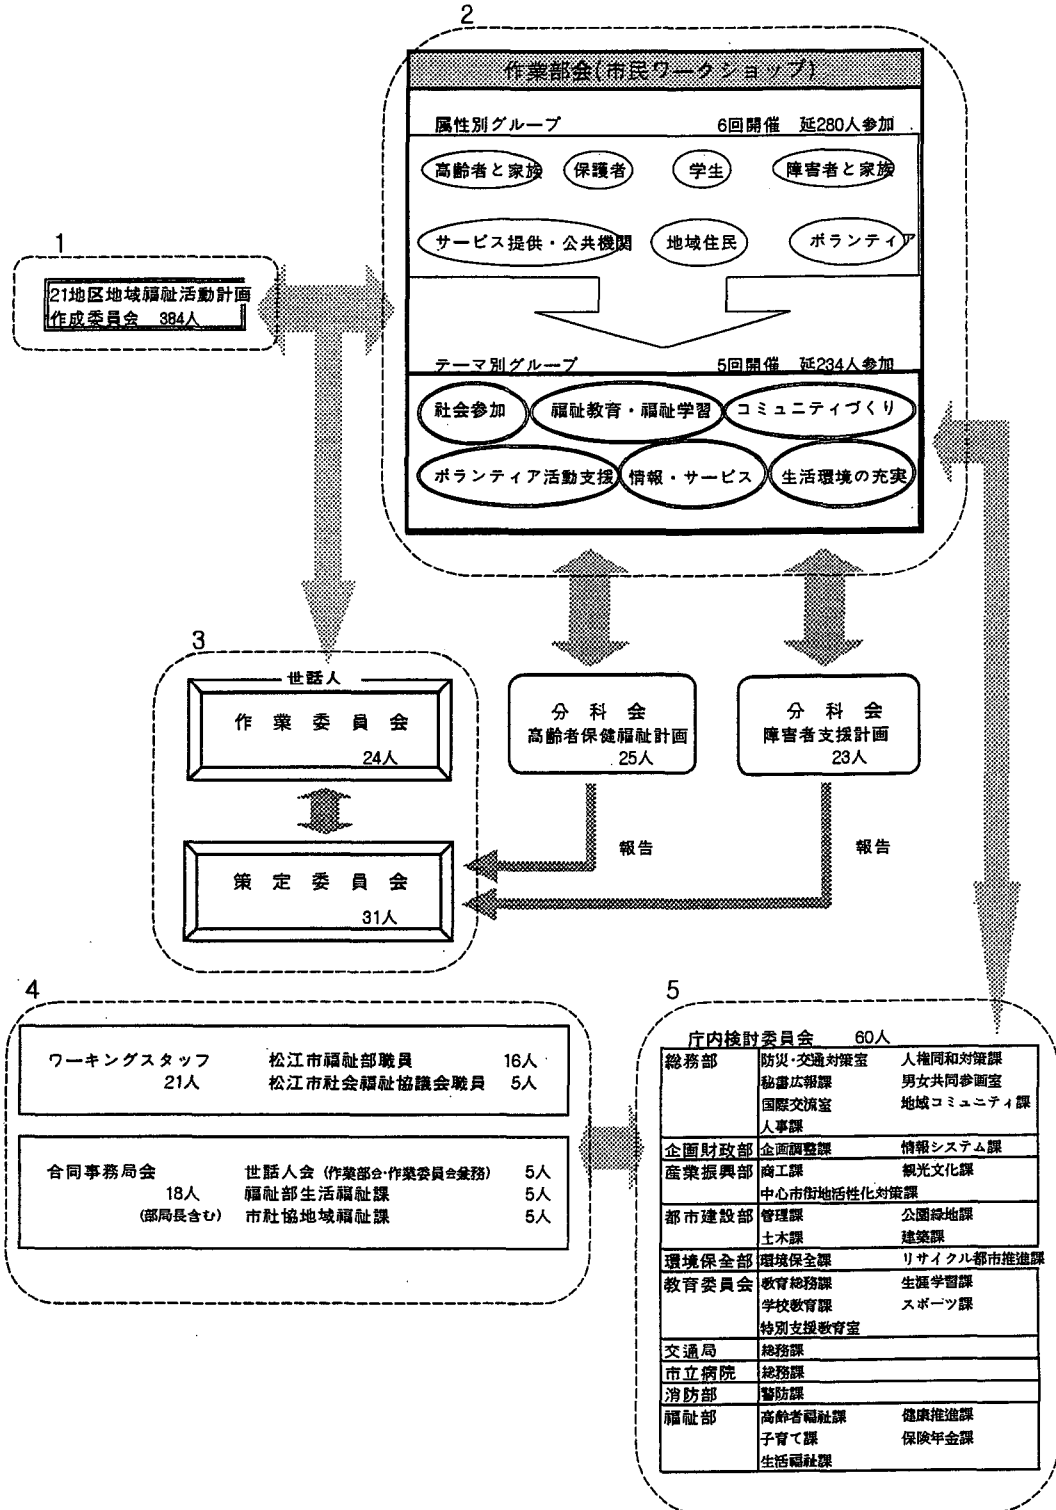 2
作業部会(市民ワークショップ)
属性別グループ 6回開催 延280人参加
高齢者と家族 保護者 学生 障害者と家族
サービス提供・公共機関 地域住民 ボランティア
1
21地区地域福祉活動計画
作成委員会 384人
テーマ別グループ 5回開催 延234人参加
社会参加 福祉教育・福祉学習 コミュニティづくり
ボランティア活動支援 情報・サービス 生活環境の充実
3
世話人
作業委員会
24人
分科会
高齢者保健福祉計画
25人
分科会
障害者支援計画
23人
報告
報告
策定委員会
31人
4
ワーキングスタッフ 松江市福祉部職員 16人
21人 松江市社会福祉協議会職員 5人
合同事務局会 世話人会(作業部会・作業委員会兼務) 5人
18人 福祉部生活福祉課 5人
(部局長含む) 市社協地域福祉課 5人
5
庁内検討委員会 60人
総務部 防災・交通対策室 人権同和対策課
秘書広報課 男女共同参画室
国際交流室 地域コミュニティ課
人事課
企画財政部 企画調整課 情報システム課
産業振興部 商工課 観光文化課
中心市街地活性化対策課
都市建設部 管理課 公園緑地課
土木課 建築課
環境保全部 環境保全課 リサイクル都市推進課
教育委員会 教育総務課 生涯学習課
学校教育課 スポーツ課
特別支援教育室
交通局 総務課
市立病院 総務課
消防部 警防課
福祉部 高齢者福祉課 健康推進課
子育て課 保険年金課
生活福祉課